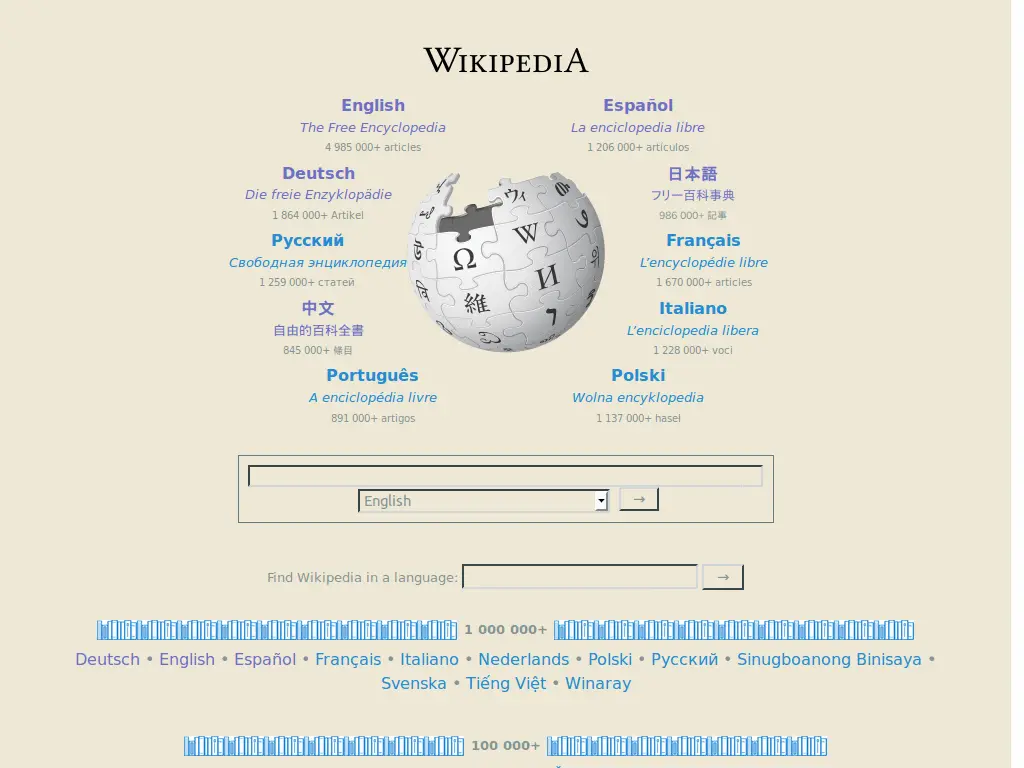 WIKIPEDIA
English
The Free Encyclopedia
4 985 000+ articles
Español
La enciclopedia libre
1 206 000+ artículos
Deutsch
Die freie Enzyklopädie
1 864 000+ Artikel
日本語
フリー百科事典
986 000+ 記事
Русский
Свободная энциклопедия
1 259 000+ статей
Français
L'encyclopédie libre
1 670 000+ articles
中文
自由的百科全書
845 000+ 條目
Italiano
L'enciclopedia libera
1 228 000+ voci
Português
A enciclopédia livre
891 000+ artigos
Polski
Wolna encyklopedia
1 137 000+ haseł
Ω W И 維 ウィ 7
English →
Find Wikipedia in a language: →
1 000 000+
Deutsch • English • Español • Français • Italiano • Nederlands • Polski • Русский • Sinugboanong Binisaya •
Svenska • Tiếng Việt • Winaray
100 000+